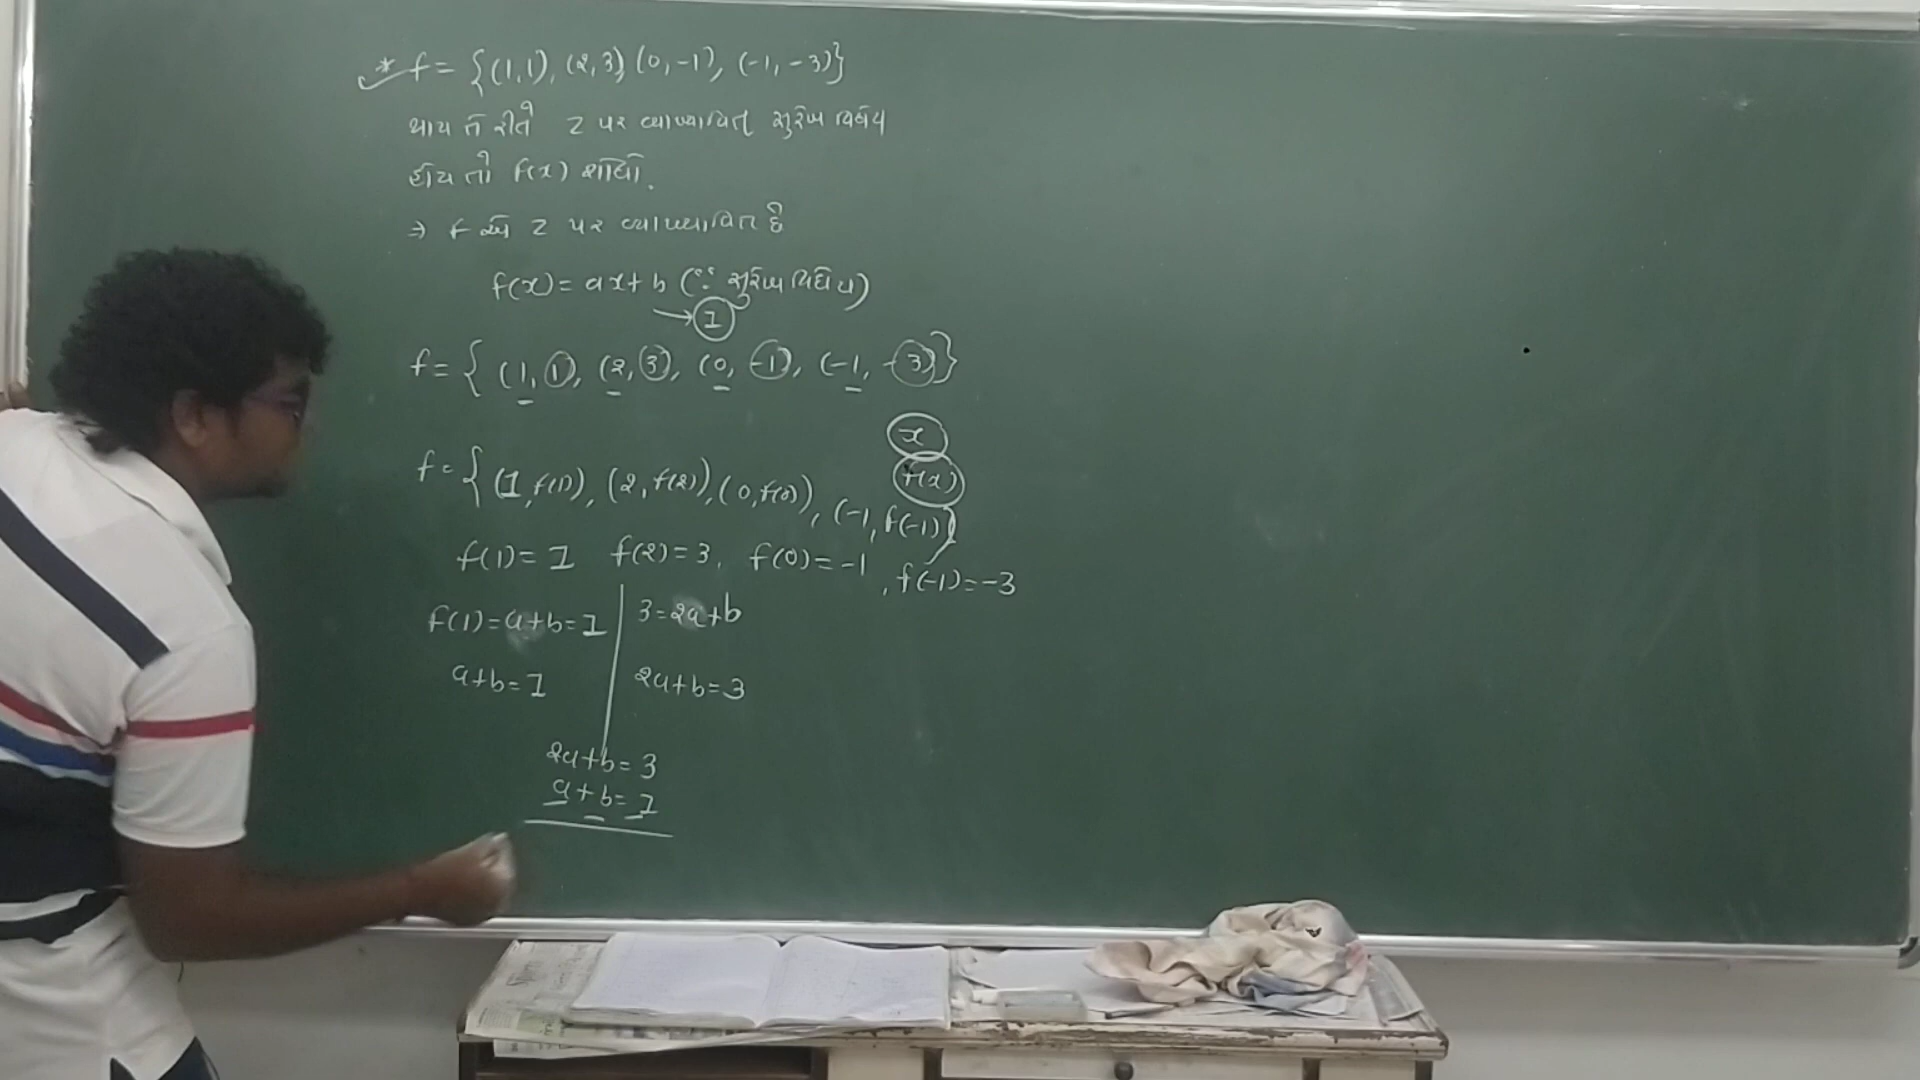 * f = {(1,1), (2,3), (0,-1), (-1,-3)}
થાય તે રીતે Z પર વ્યાખ્યાયિત સુરેખ વિધેય
હોય તો f(x) શોધો.
⇒ f એ Z પર વ્યાખ્યાયિત છે
f(x) = ax + b (∵ સુરેખ વિધેય)
→ 1
f = { (1, 1), (2, 3), (0, -1), (-1, -3)}
x
f(x)
f = { (1, f(1)), (2, f(2)), (0, f(0)), (-1, f(-1)}
f(1) = 1 f(2) = 3, f(0) = -1 , f(-1) = -3
f(1) = a+b = 1 3 = 2a+b
a+b = 1 2a+b = 3
2a+b = 3
a+b = 1